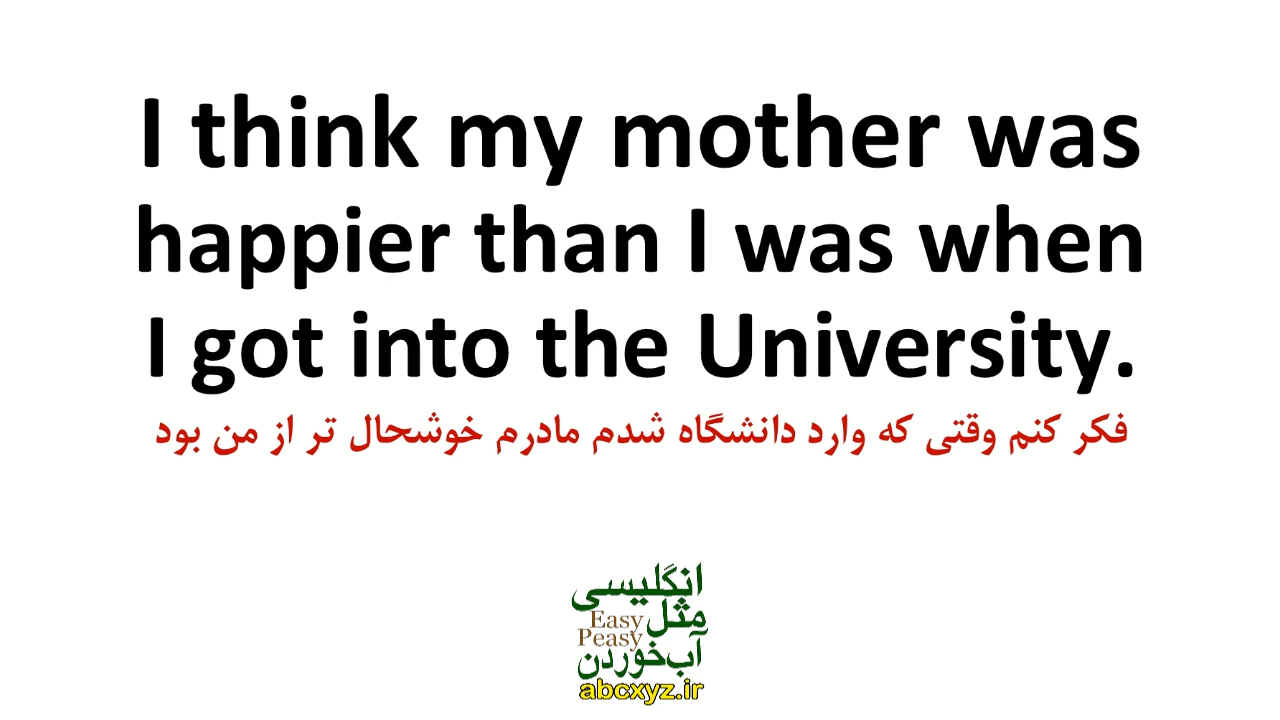 I think my mother was
happier than I was when
I got into the University.
فکر کنم وقتی که وارد دانشگاه شدم مادرم خوشحال تر از من بود
انگلیسی
مثل
Easy
Peasy
آب‌خوردن
abcxyz.ir